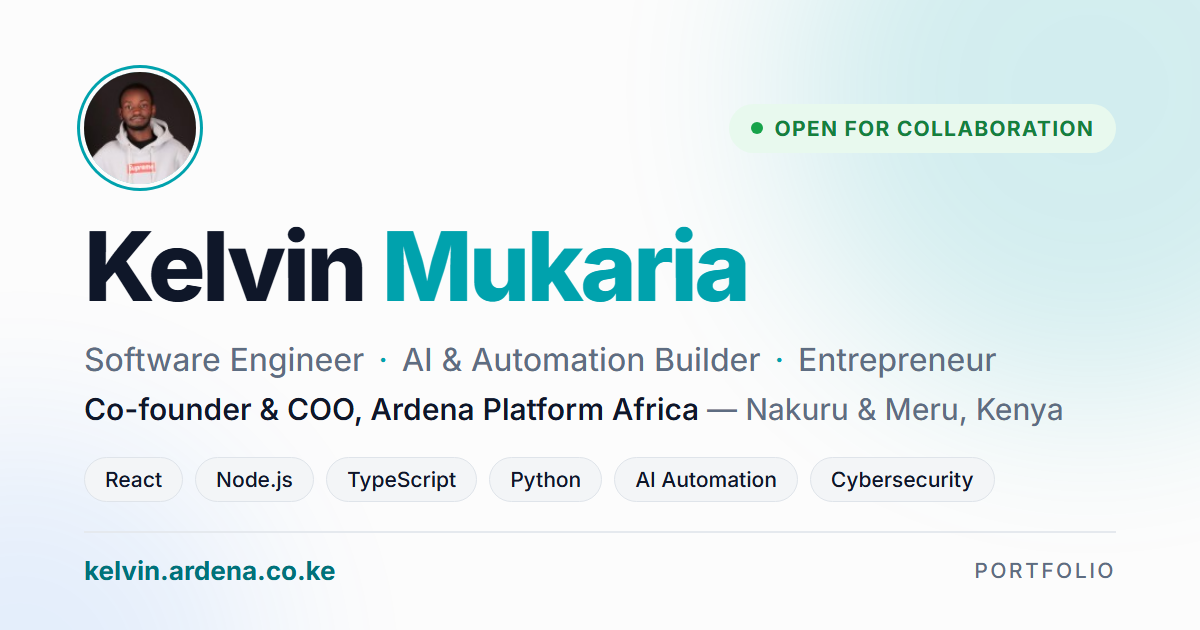 Supreme
OPEN FOR COLLABORATION
Kelvin Mukaria
Software Engineer · AI & Automation Builder · Entrepreneur
Co-founder & COO, Ardena Platform Africa — Nakuru & Meru, Kenya
React Node.js TypeScript Python AI Automation Cybersecurity
kelvin.ardena.co.ke PORTFOLIO